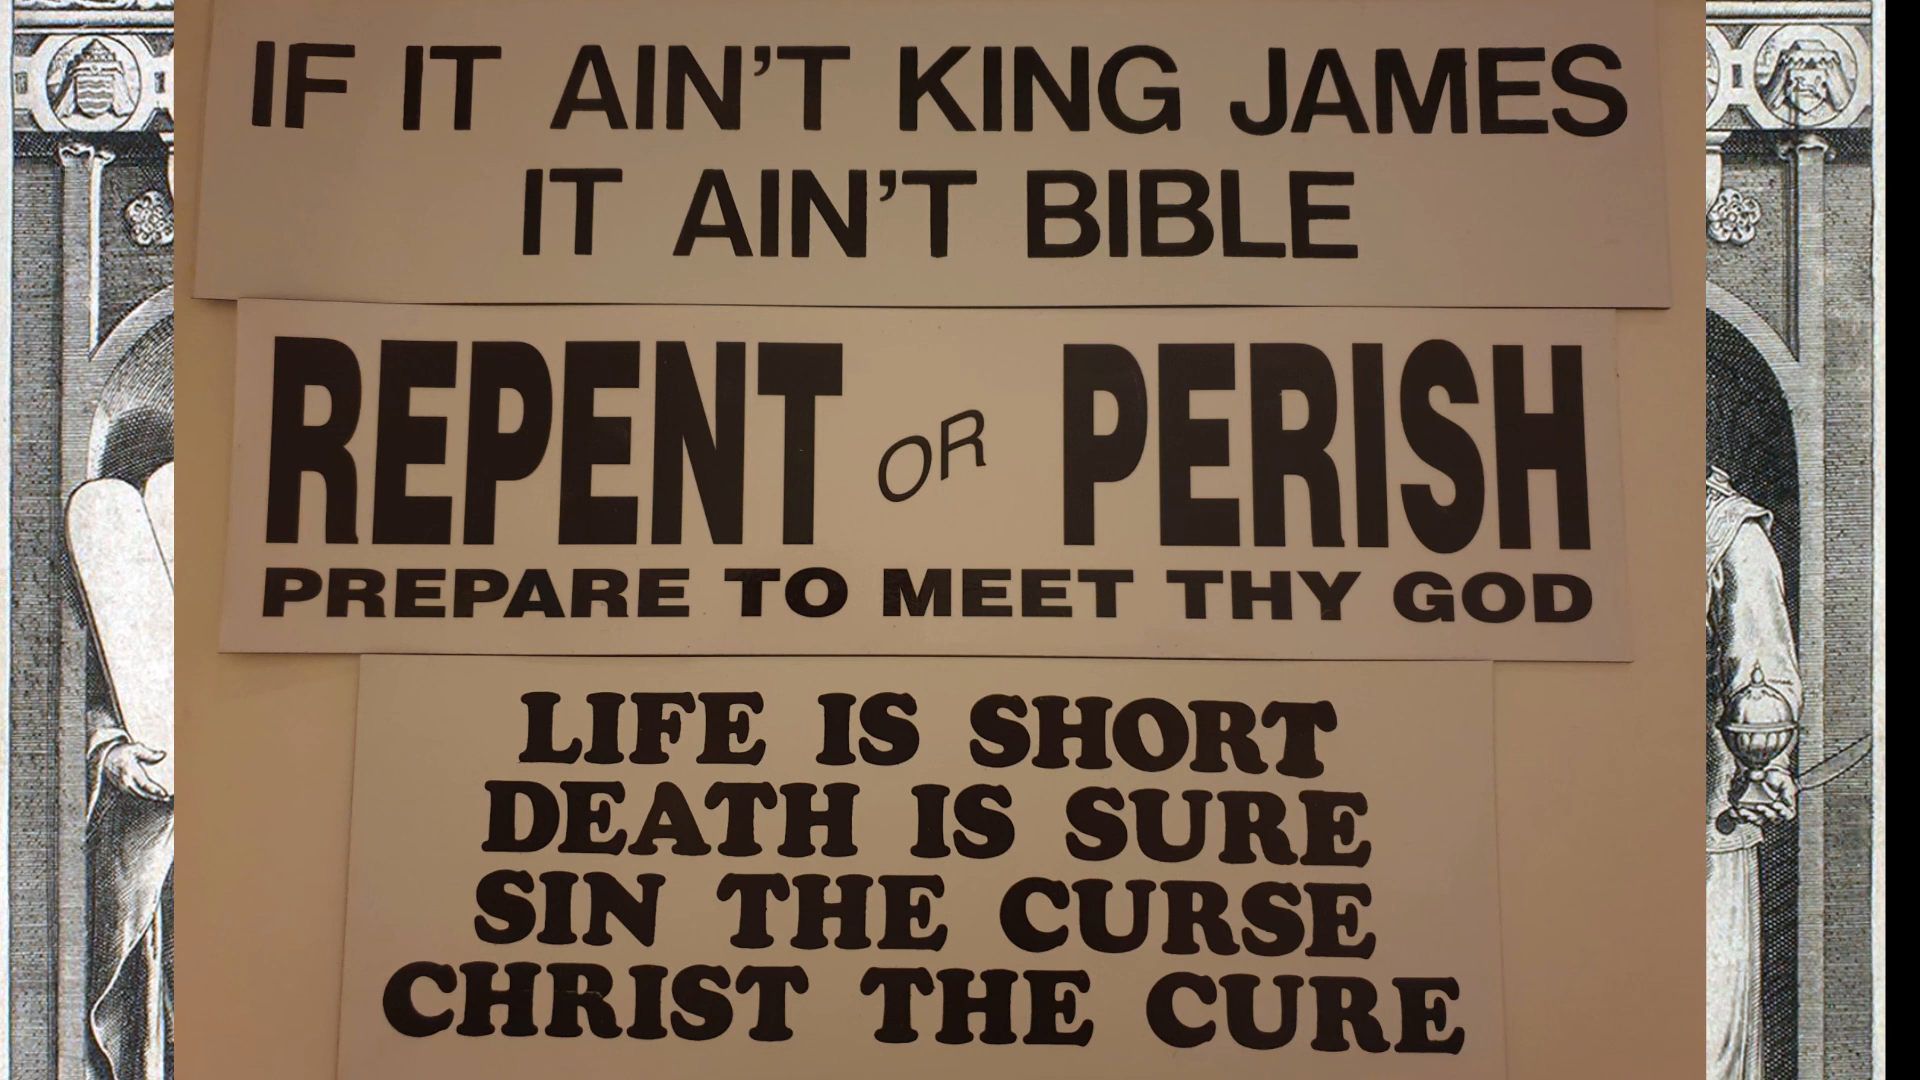 IF IT AIN'T KING JAMES
IT AIN'T BIBLE
REPENT OR PERISH
PREPARE TO MEET THY GOD
LIFE IS SHORT
DEATH IS SURE
SIN THE CURSE
CHRIST THE CURE